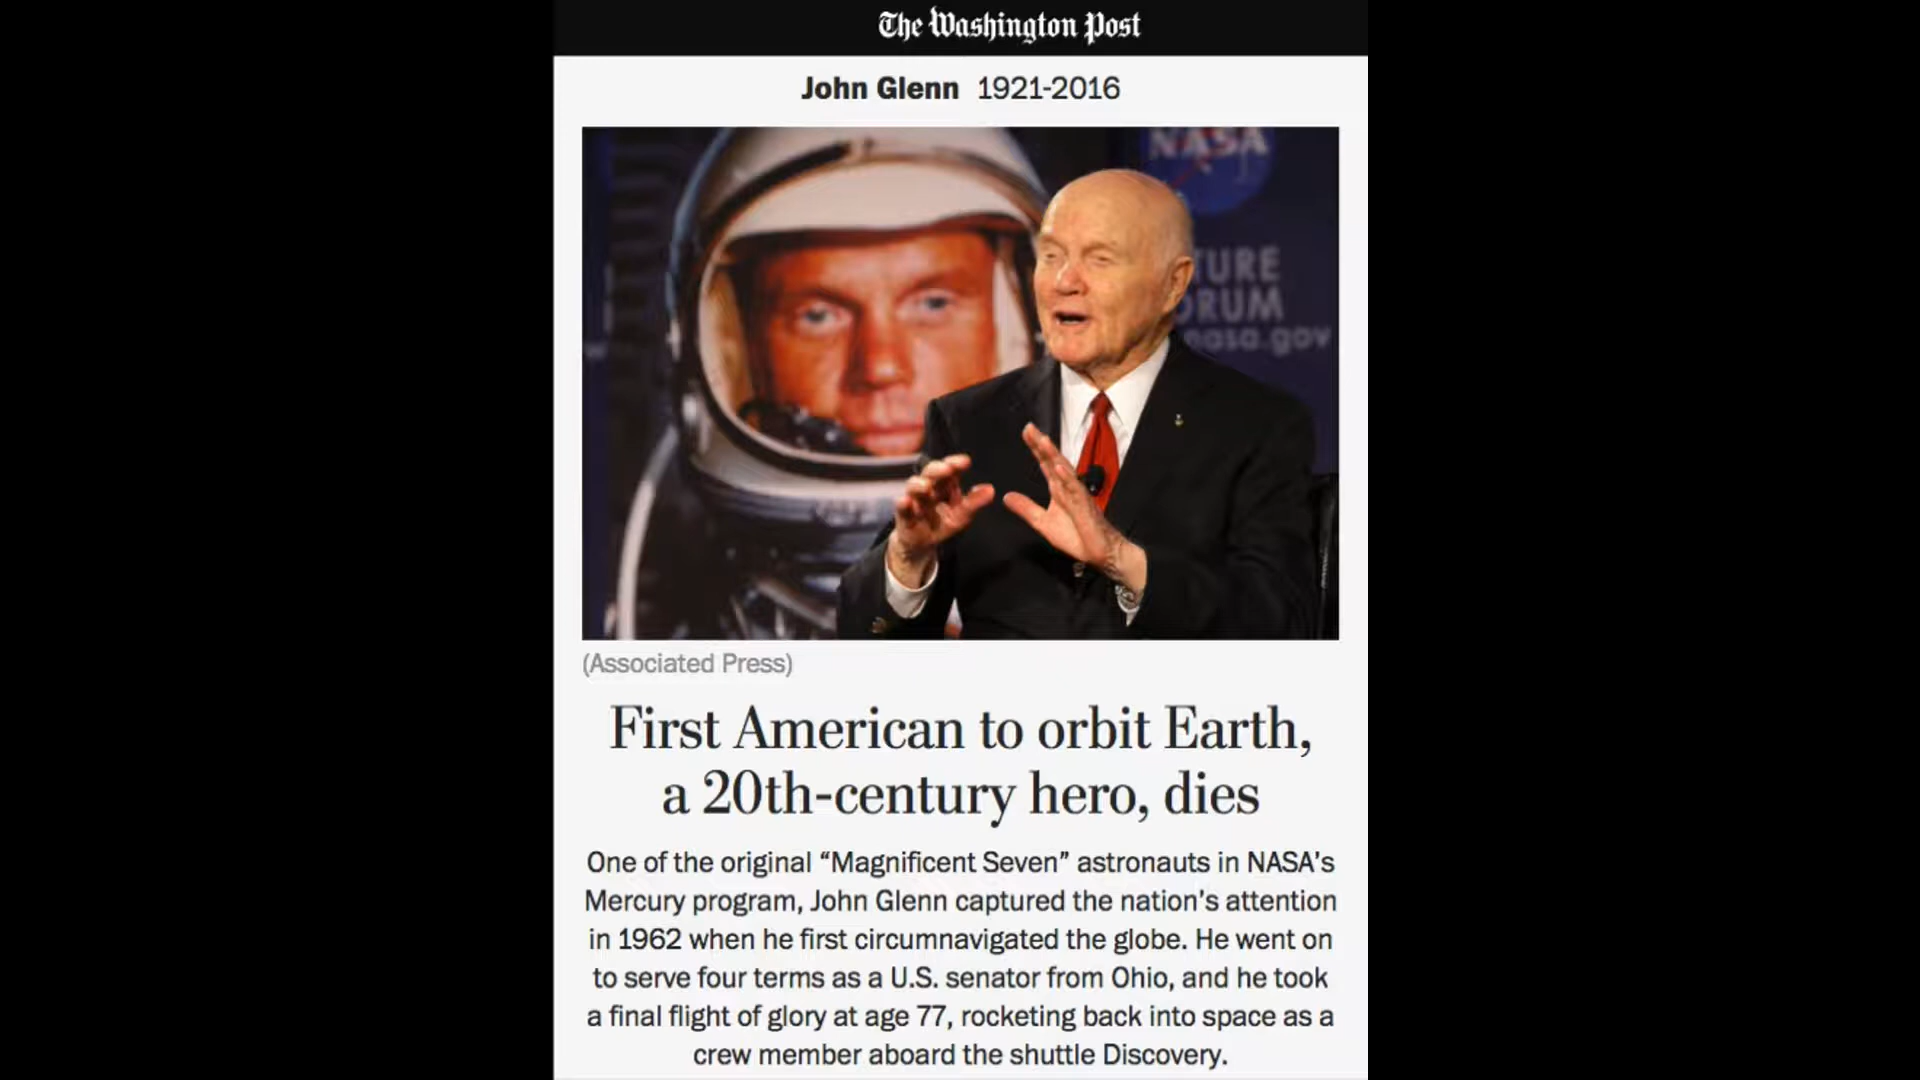 The Washington Post
John Glenn 1921-2016
NASA
TURE
ORUM
nasa.gov
(Associated Press)
First American to orbit Earth,
a 20th-century hero, dies
One of the original “Magnificent Seven” astronauts in NASA’s
Mercury program, John Glenn captured the nation’s attention
in 1962 when he first circumnavigated the globe. He went on
to serve four terms as a U.S. senator from Ohio, and he took
a final flight of glory at age 77, rocketing back into space as a
crew member aboard the shuttle Discovery.